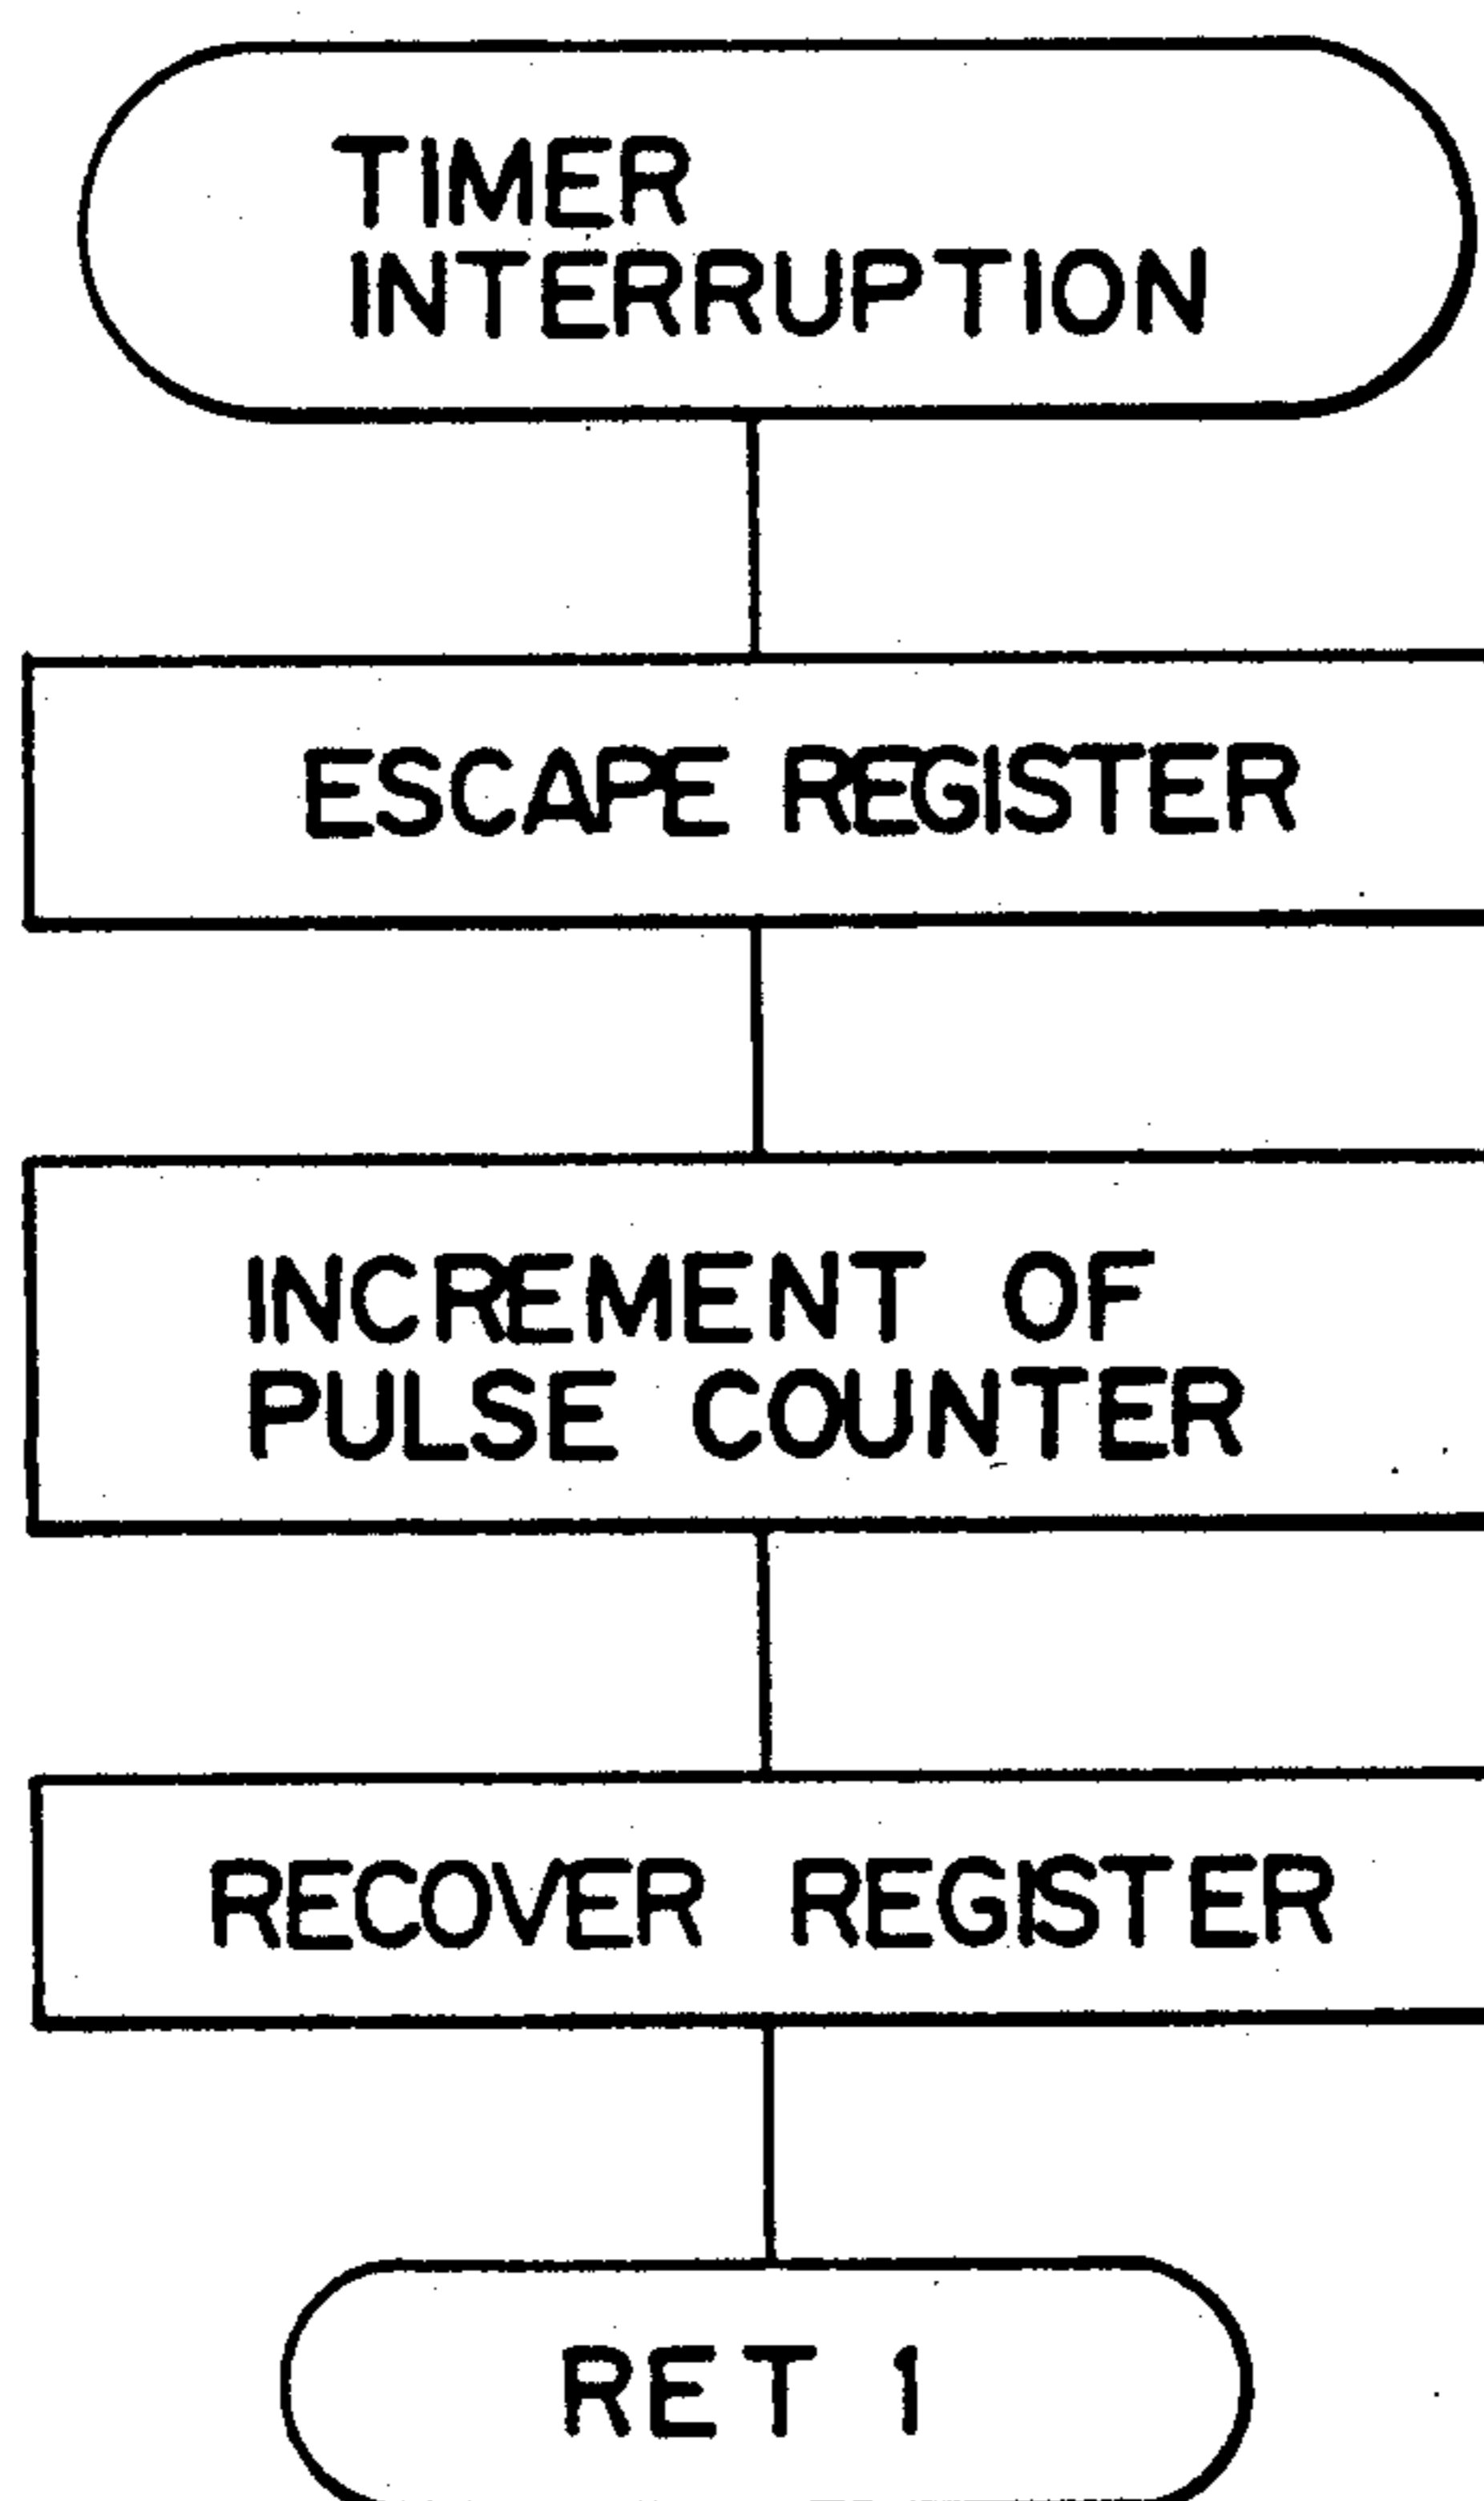 TIMER
INTERRUPTION
ESCAPE REGISTER
INCREMENT OF
PULSE COUNTER
RECOVER REGISTER
RET 1